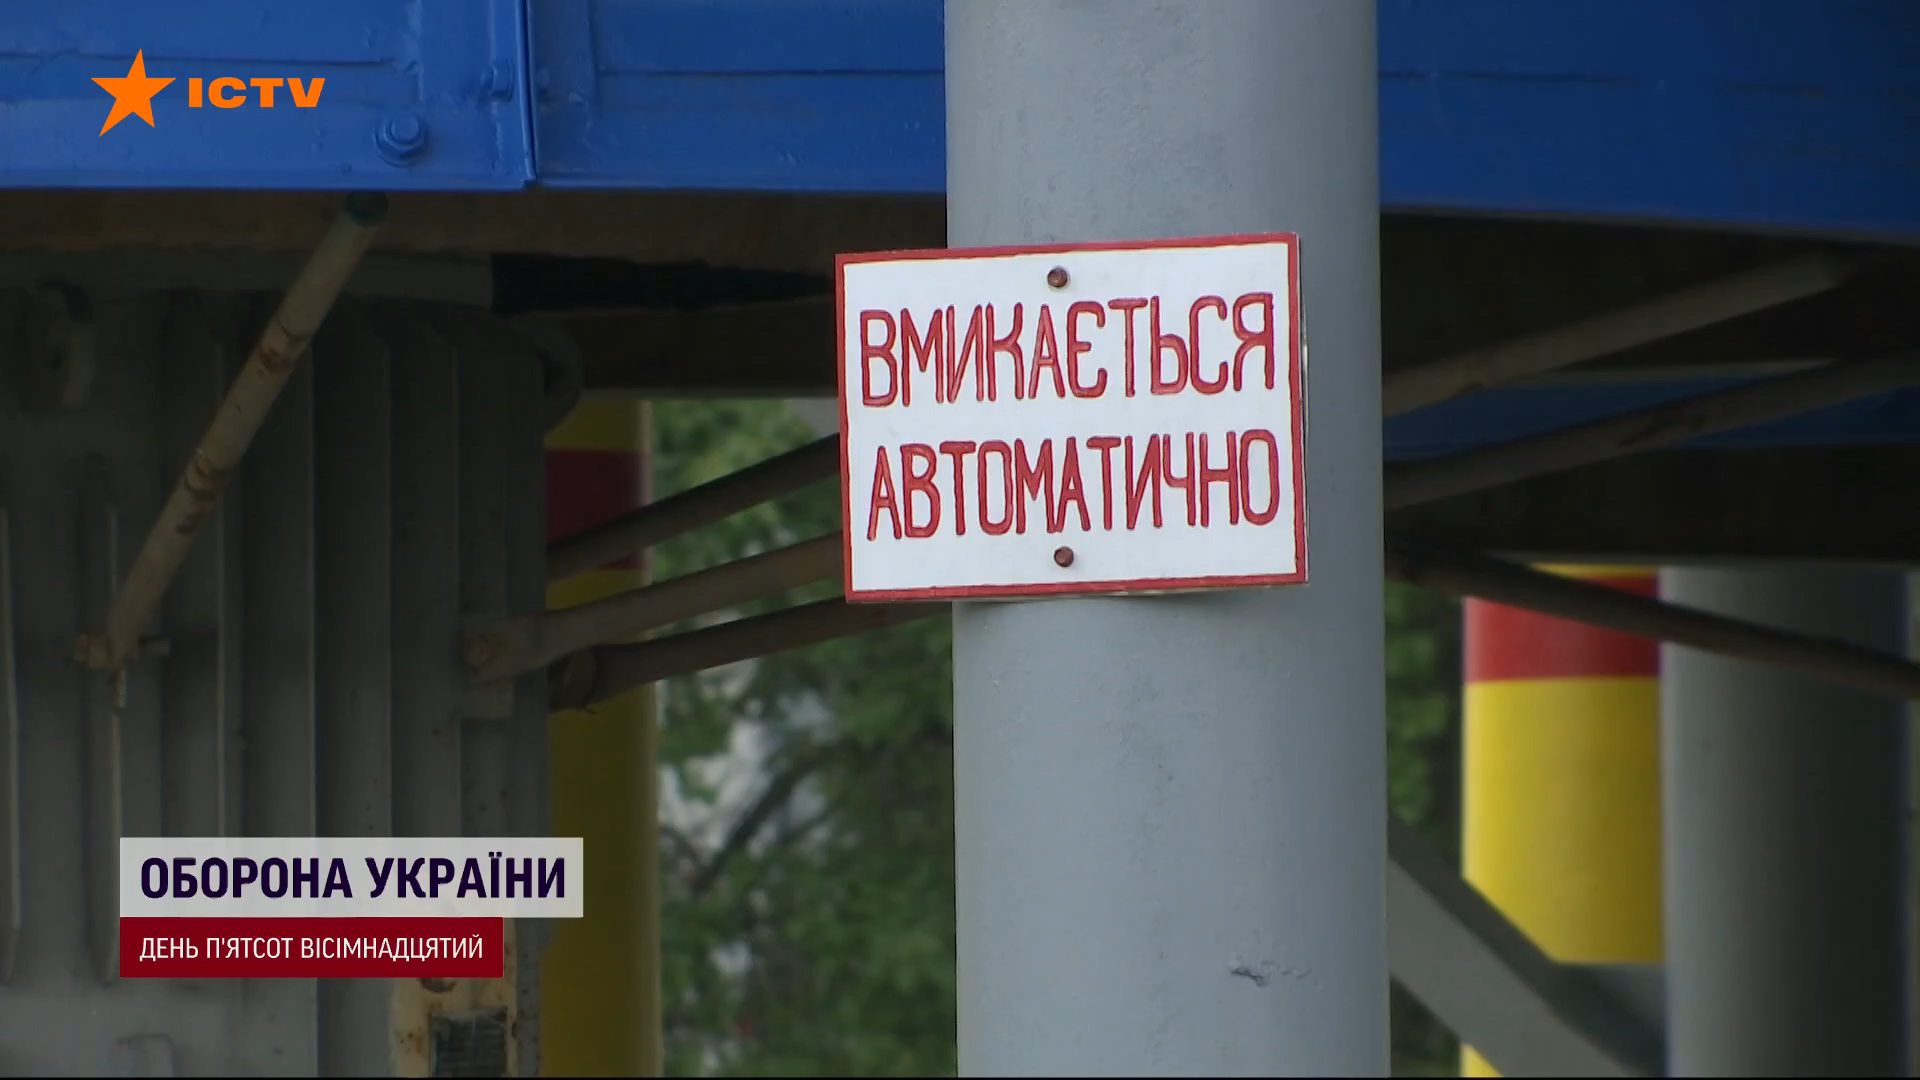 ICTV
ВМИКАЄТЬСЯ
АВТОМАТИЧНО
ОБОРОНА УКРАЇНИ
ДЕНЬ П'ЯТСОТ ВІСІМНАДЦЯТИЙ